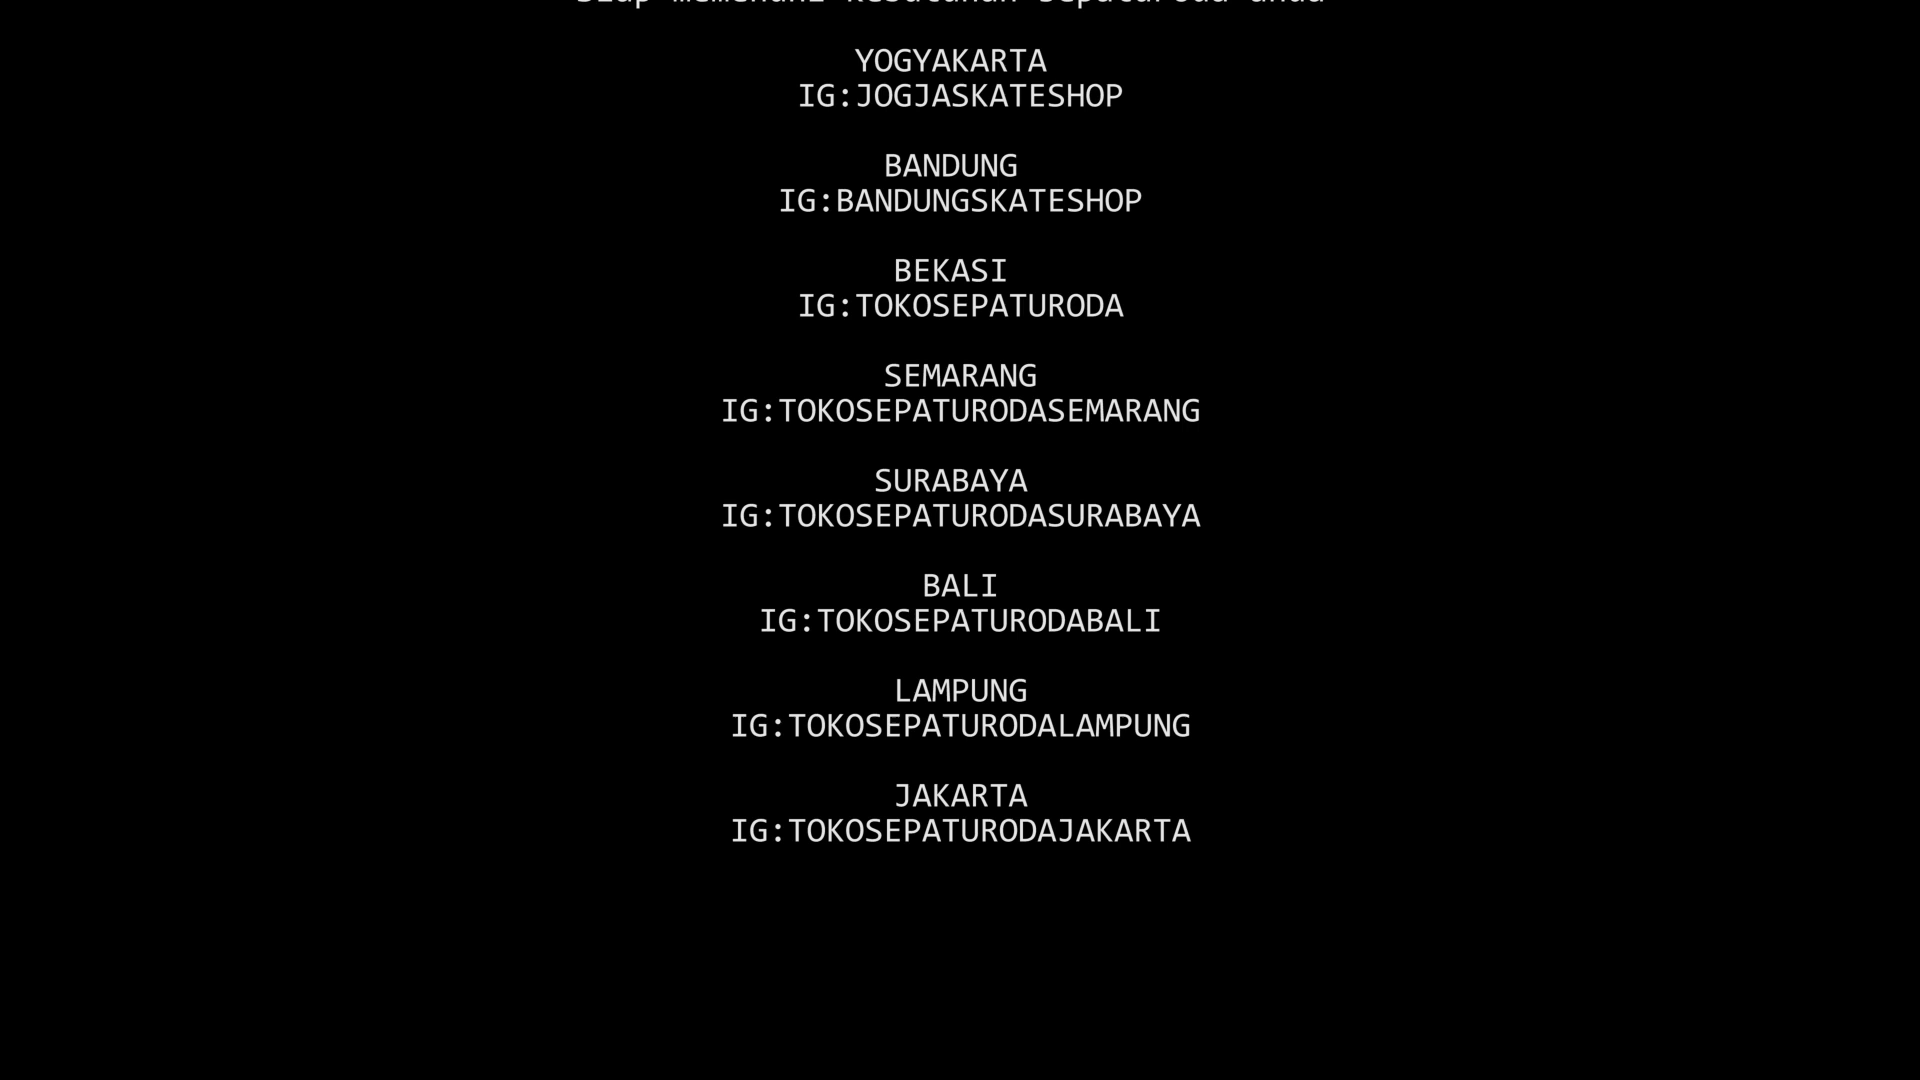 YOGYAKARTA
IG:JOGJASKATESHOP
BANDUNG
IG:BANDUNGSKATESHOP
BEKASI
IG:TOKOSEPATURODA
SEMARANG
IG:TOKOSEPATURODASEMARANG
SURABAYA
IG:TOKOSEPATURODASURABAYA
BALI
IG:TOKOSEPATURODABALI
LAMPUNG
IG:TOKOSEPATURODALAMPUNG
JAKARTA
IG:TOKOSEPATURODAJAKARTA